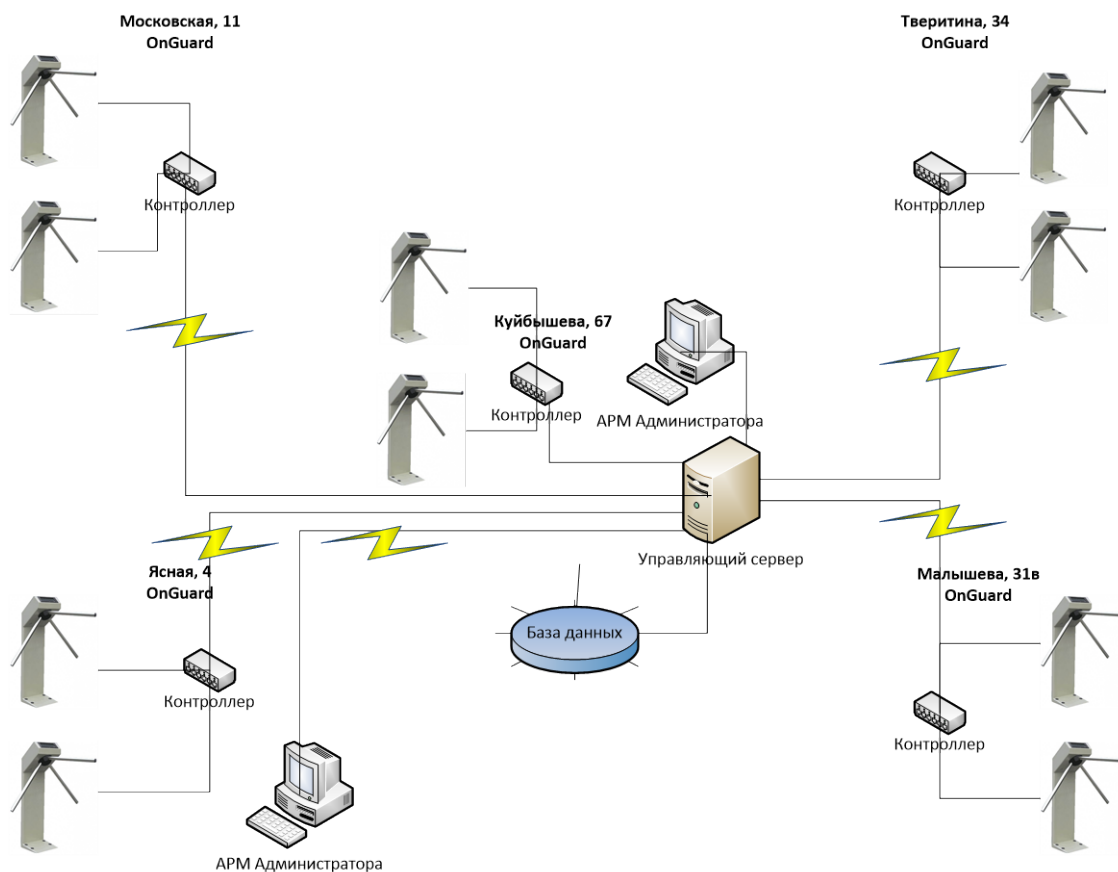 Московская, 11
OnGuard
Тверитина, 34
OnGuard
Контроллер
Контроллер
Куйбышева, 67
OnGuard
Контроллер
АРМ Администратора
Управляющий сервер
Ясная, 4
OnGuard
Малышева, 31в
OnGuard
База данных
Контроллер
Контроллер
АРМ Администратора